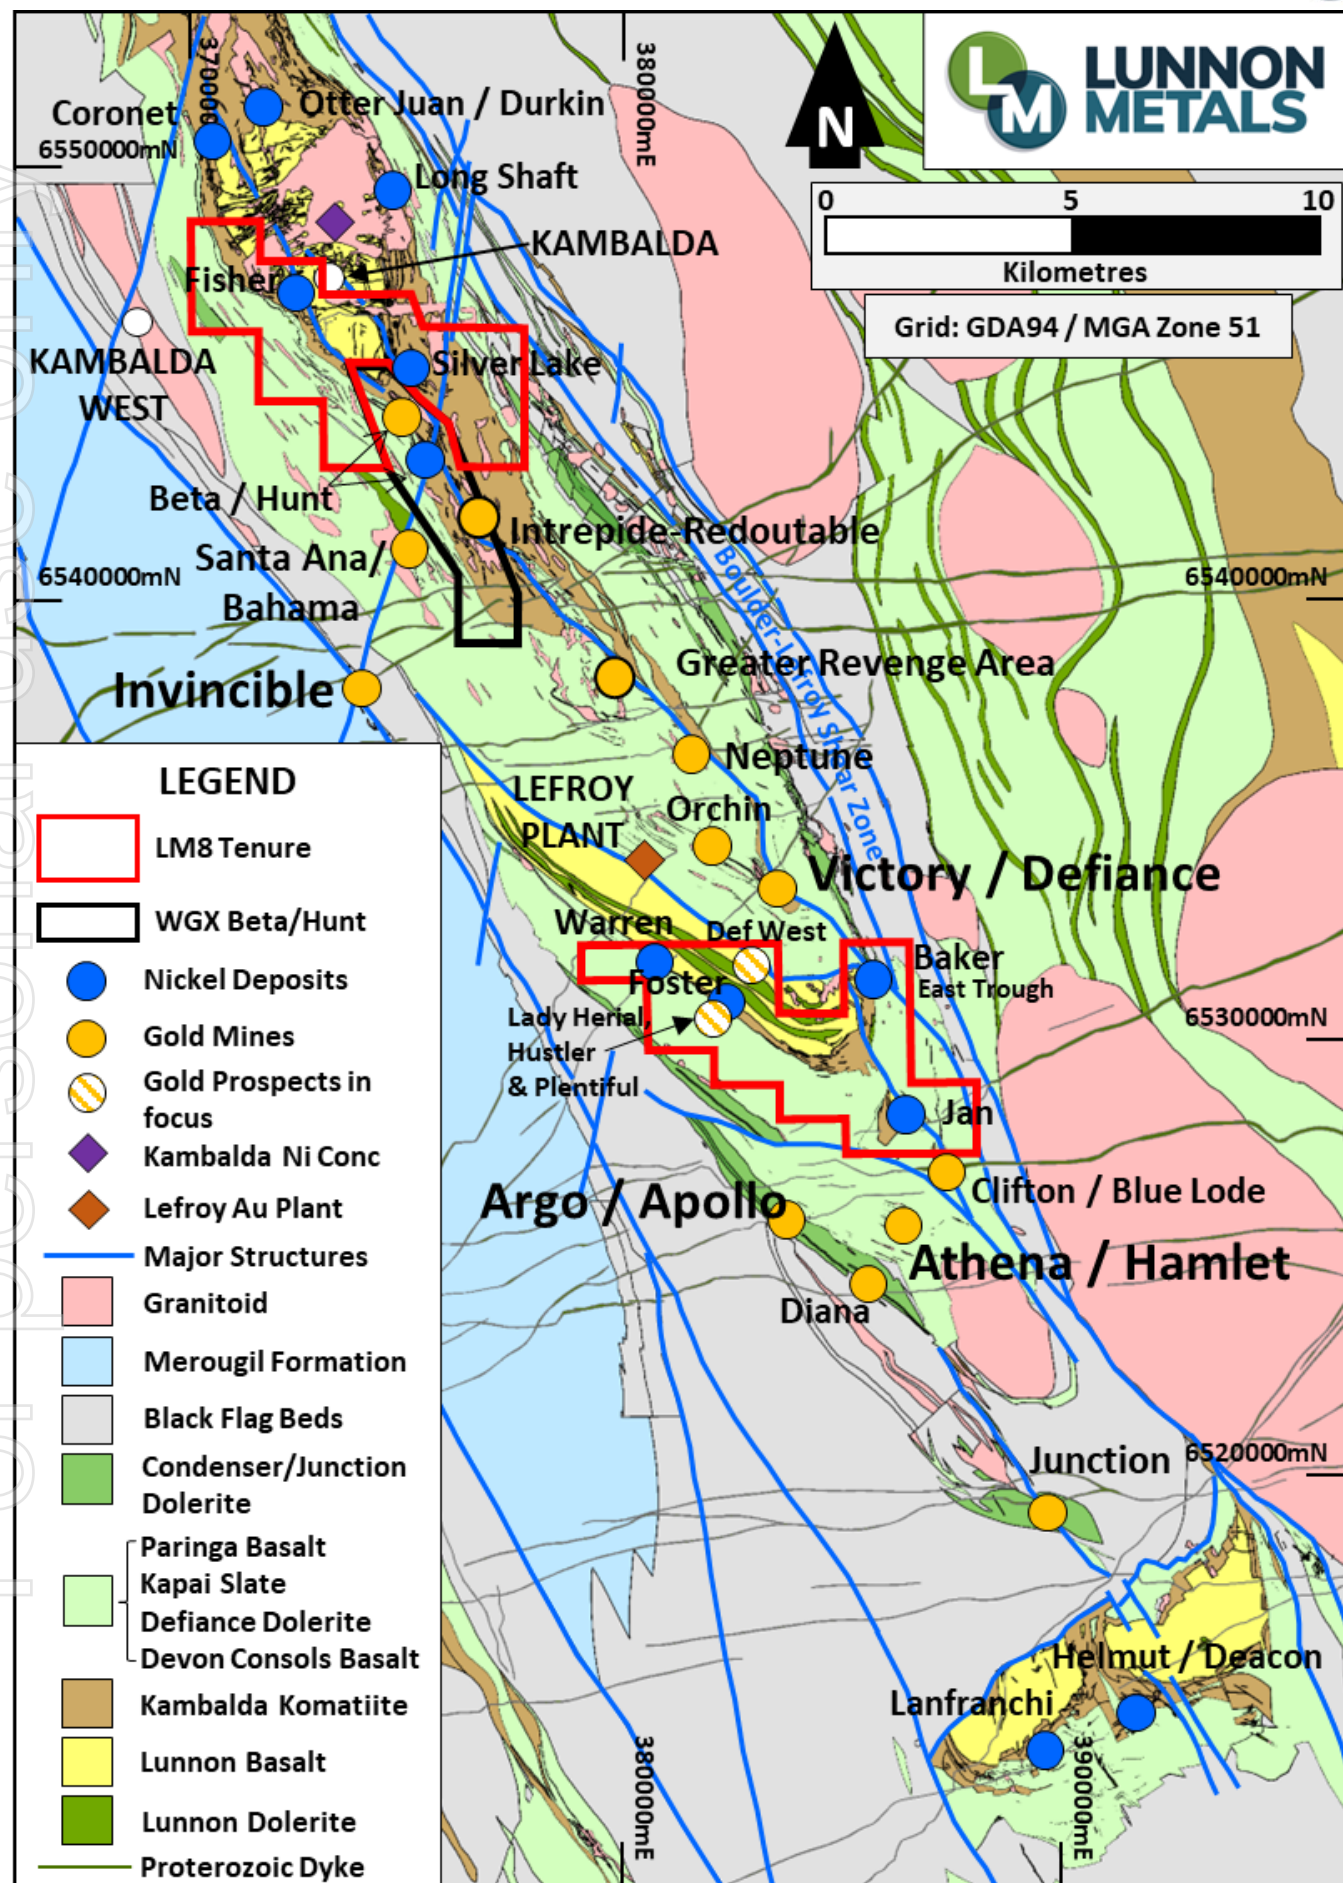 370000
380000mE
N
LM
LUNNON
METALS
Coronet
Otter Juan / Durkin
6550000mN
Long Shaft
0 5 10
Kilometres
KAMBALDA
Fisher
Grid: GDA94 / MGA Zone 51
KAMBALDA
WEST
Silver Lake
Beta / Hunt
Intrepide-Redoutable
Santa Ana/
Bahama
6540000mN
6540000mN
Boulder-Lefroy Shear Zone
Greater Revenge Area
Invincible
Neptune
LEFROY
PLANT
Orchin
Victory / Defiance
Warren
Def West
Baker
East Trough
Foster
Lady Herial,
Hustler
& Plentiful
6530000mN
Jan
Clifton / Blue Lode
Argo / Apollo
Athena / Hamlet
Diana
Junction
6520000mN
Helmut / Deacon
Lanfranchi
380000mE
390000mE
LEGEND
LM8 Tenure
WGX Beta/Hunt
Nickel Deposits
Gold Mines
Gold Prospects in
focus
Kambalda Ni Conc
Lefroy Au Plant
Major Structures
Granitoid
Merougil Formation
Black Flag Beds
Condenser/Junction
Dolerite
Paringa Basalt
Kapai Slate
Defiance Dolerite
Devon Consols Basalt
Kambalda Komatiite
Lunnon Basalt
Lunnon Dolerite
Proterozoic Dyke